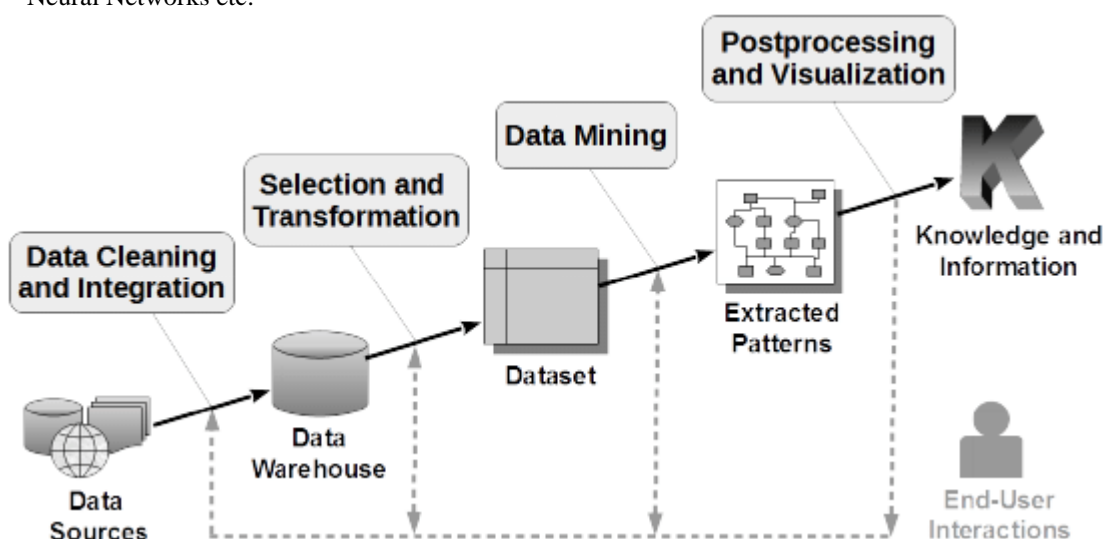 Neural Networks etc.
Postprocessing
and Visualization
Data Mining
Selection and
Transformation
Data Cleaning
and Integration
Knowledge and
Information
Extracted
Patterns
Dataset
Data
Warehouse
Data
Sources
End-User
Interactions
K